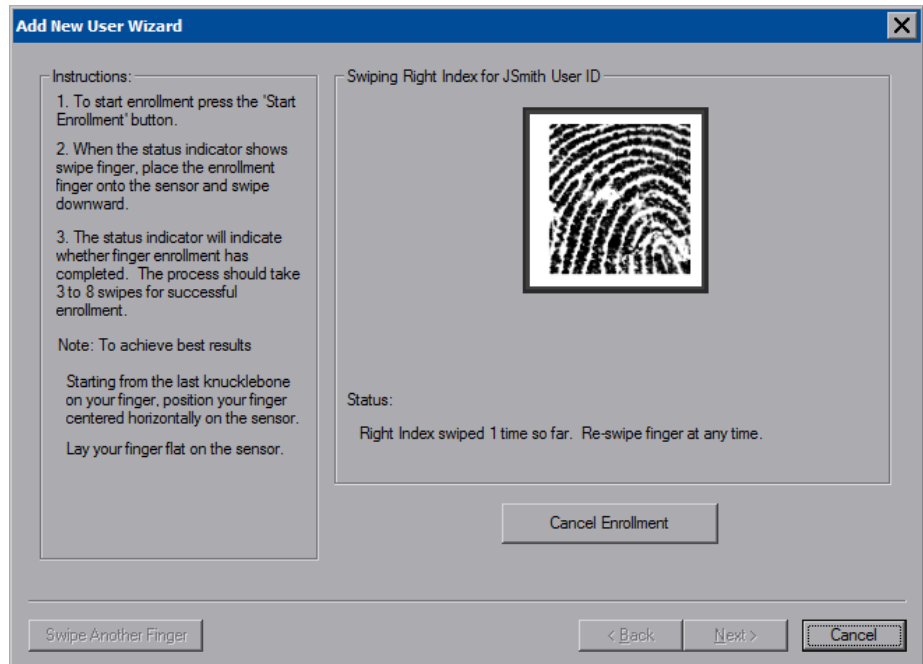 Add New User Wizard
Instructions:
1. To start enrollment press the 'Start
Enrollment' button.
2. When the status indicator shows
swipe finger, place the enrollment
finger onto the sensor and swipe
downward.
3. The status indicator will indicate
whether finger enrollment has
completed.  The process should take
3 to 8 swipes for successful
enrollment.
Note: To achieve best results
Starting from the last knucklebone
on your finger, position your finger
centered horizontally on the sensor.
Lay your finger flat on the sensor.
Swiping Right Index for JSmith User ID
Status:
Right Index swiped 1 time so far.  Re-swipe finger at any time.
Cancel Enrollment
Swipe Another Finger
< Back
Next >
Cancel